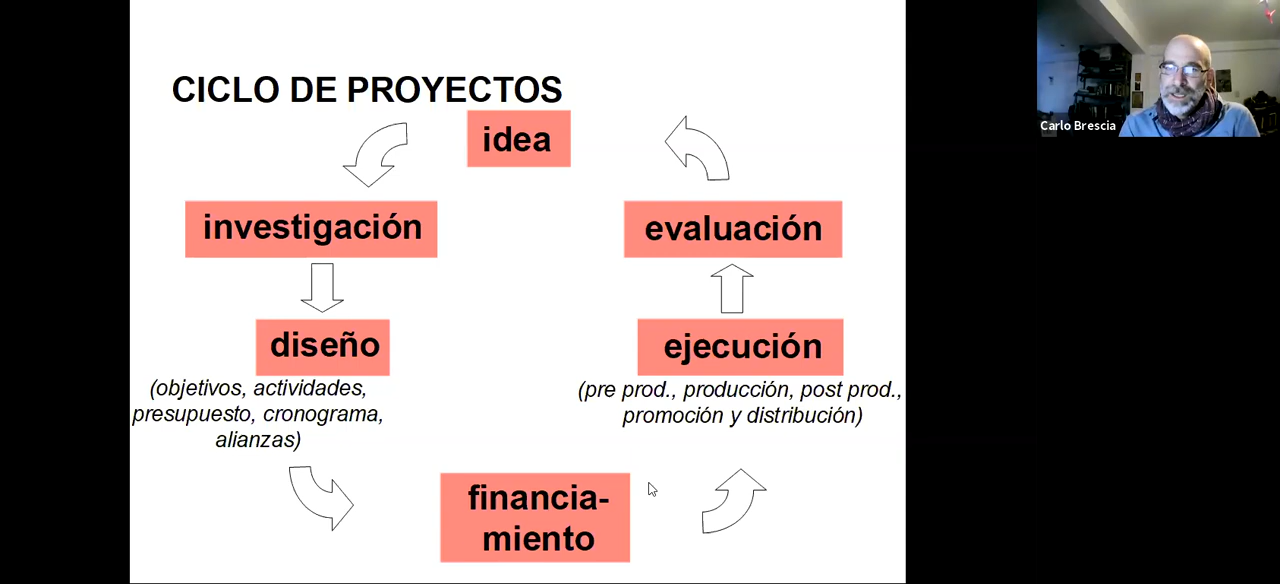 CICLO DE PROYECTOS
idea
investigación
evaluación
diseño
ejecución
(objetivos, actividades,
presupuesto, cronograma,
alianzas)
(pre prod., producción, post prod.,
promoción y distribución)
financia-
miento
Carlo Brescia